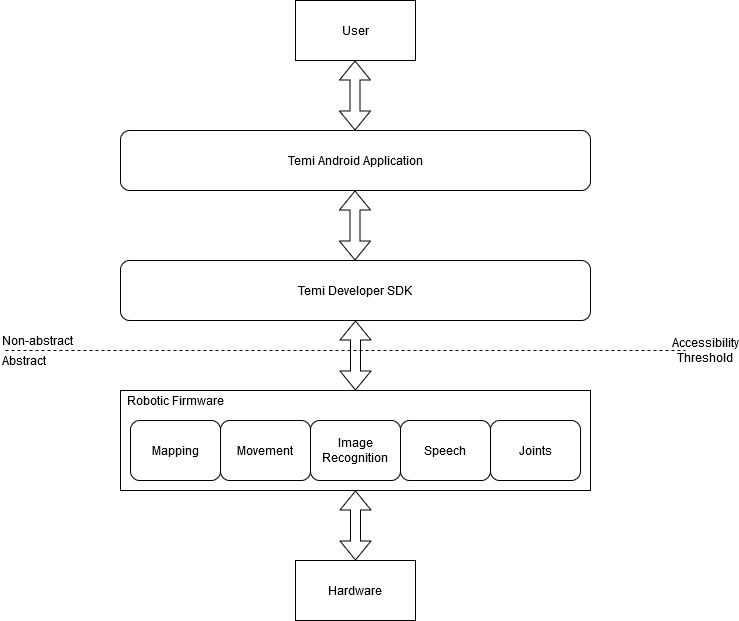 User
Temi Android Application
Temi Developer SDK
Non-abstract
Accessibility
Threshold
Abstract
Robotic Firmware
Mapping
Movement
Image
Recognition
Speech
Joints
Hardware